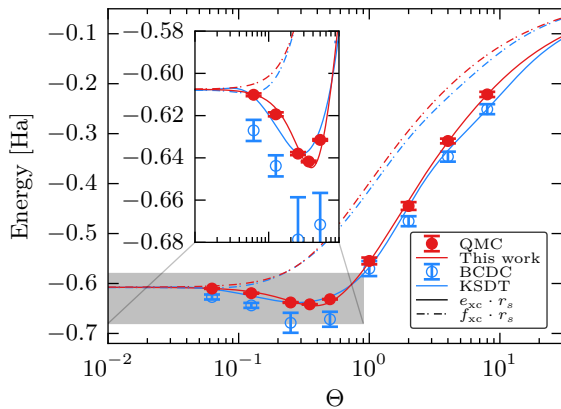 Energy [Ha]
−0.1
−0.2
−0.3
−0.4
−0.5
−0.6
−0.7
−0.58
−0.60
−0.62
−0.64
−0.66
−0.68
QMC
This work
BCDC
KSDT
e_xc · r_s
f_xc · r_s
10^−2 10^−1 10^0 10^1
Θ